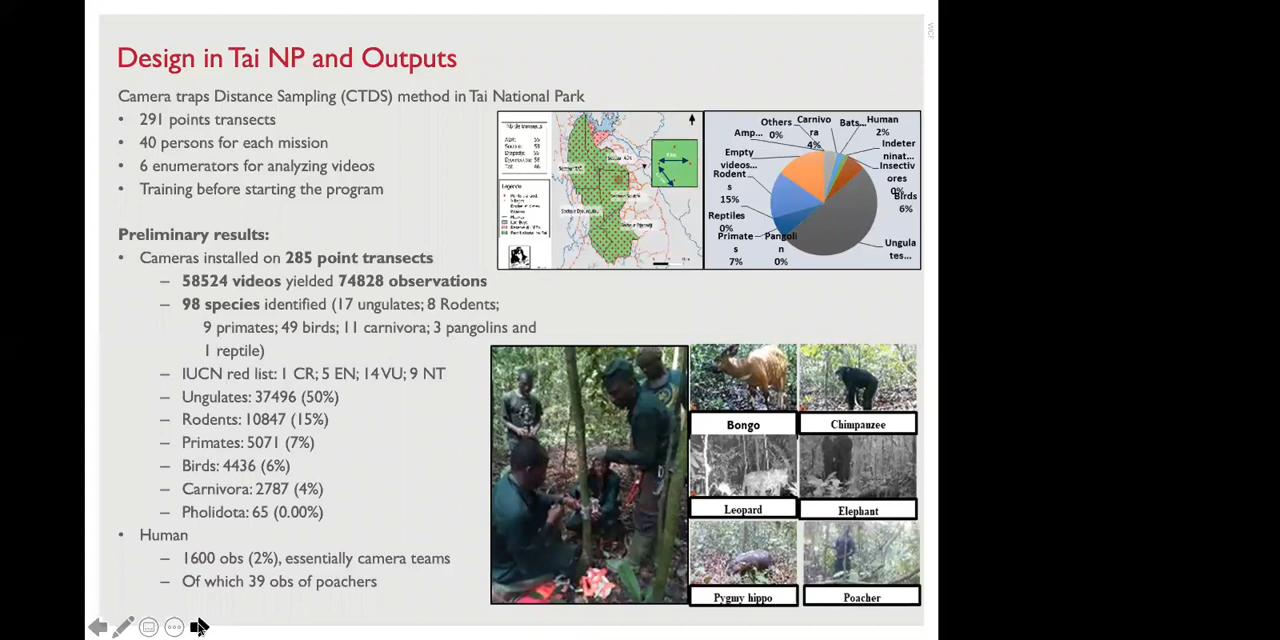 Design in Tai NP and Outputs
Camera traps Distance Sampling (CTDS) method in Tai National Park
• 291 points transects
• 40 persons for each mission
• 6 enumerators for analyzing videos
• Training before starting the program
Preliminary results:
• Cameras installed on 285 point transects
– 58524 videos yielded 74828 observations
– 98 species identified (17 ungulates; 8 Rodents;
9 primates; 49 birds; 11 carnivora; 3 pangolins and
1 reptile)
– IUCN red list: 1 CR; 5 EN; 14 VU; 9 NT
– Ungulates: 37496 (50%)
– Rodents: 10847 (15%)
– Primates: 5071 (7%)
– Birds: 4436 (6%)
– Carnivora: 2787 (4%)
– Pholidota: 65 (0.00%)
• Human
– 1600 obs (2%), essentially camera teams
– Of which 39 obs of poachers
Others
0%
Carnivo
ra
4%
Bats...
Human
2%
Amp...
0%
Indeter
minat...
Empty
videos...
Insectiv
ores
0%
Rodent
s
15%
Birds
6%
Reptiles
0%
Primate
s
7%
Pangoli
n
0%
Ungula
tes...
Bongo
Chimpanzee
Leopard
Elephant
Pygmy hippo
Poacher
WCF